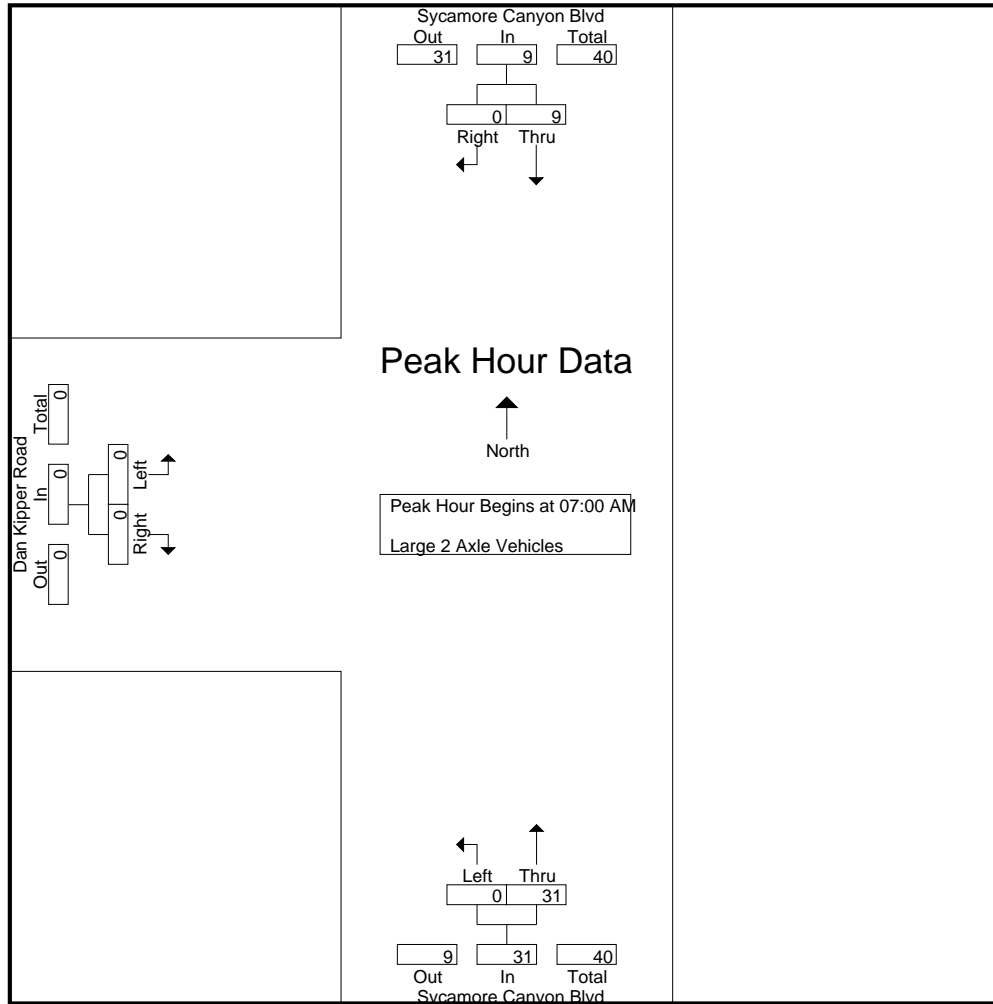 Sycamore Canyon Blvd
Out In Total
31 9 40
0 9
Right Thru
Peak Hour Data
North
Peak Hour Begins at 07:00 AM
Large 2 Axle Vehicles
Dan Kipper Road
Out In Total
0 0 0
Right Left
0 0
Left Thru
0 31
9 31 40
Out In Total
Sycamore Canyon Blvd